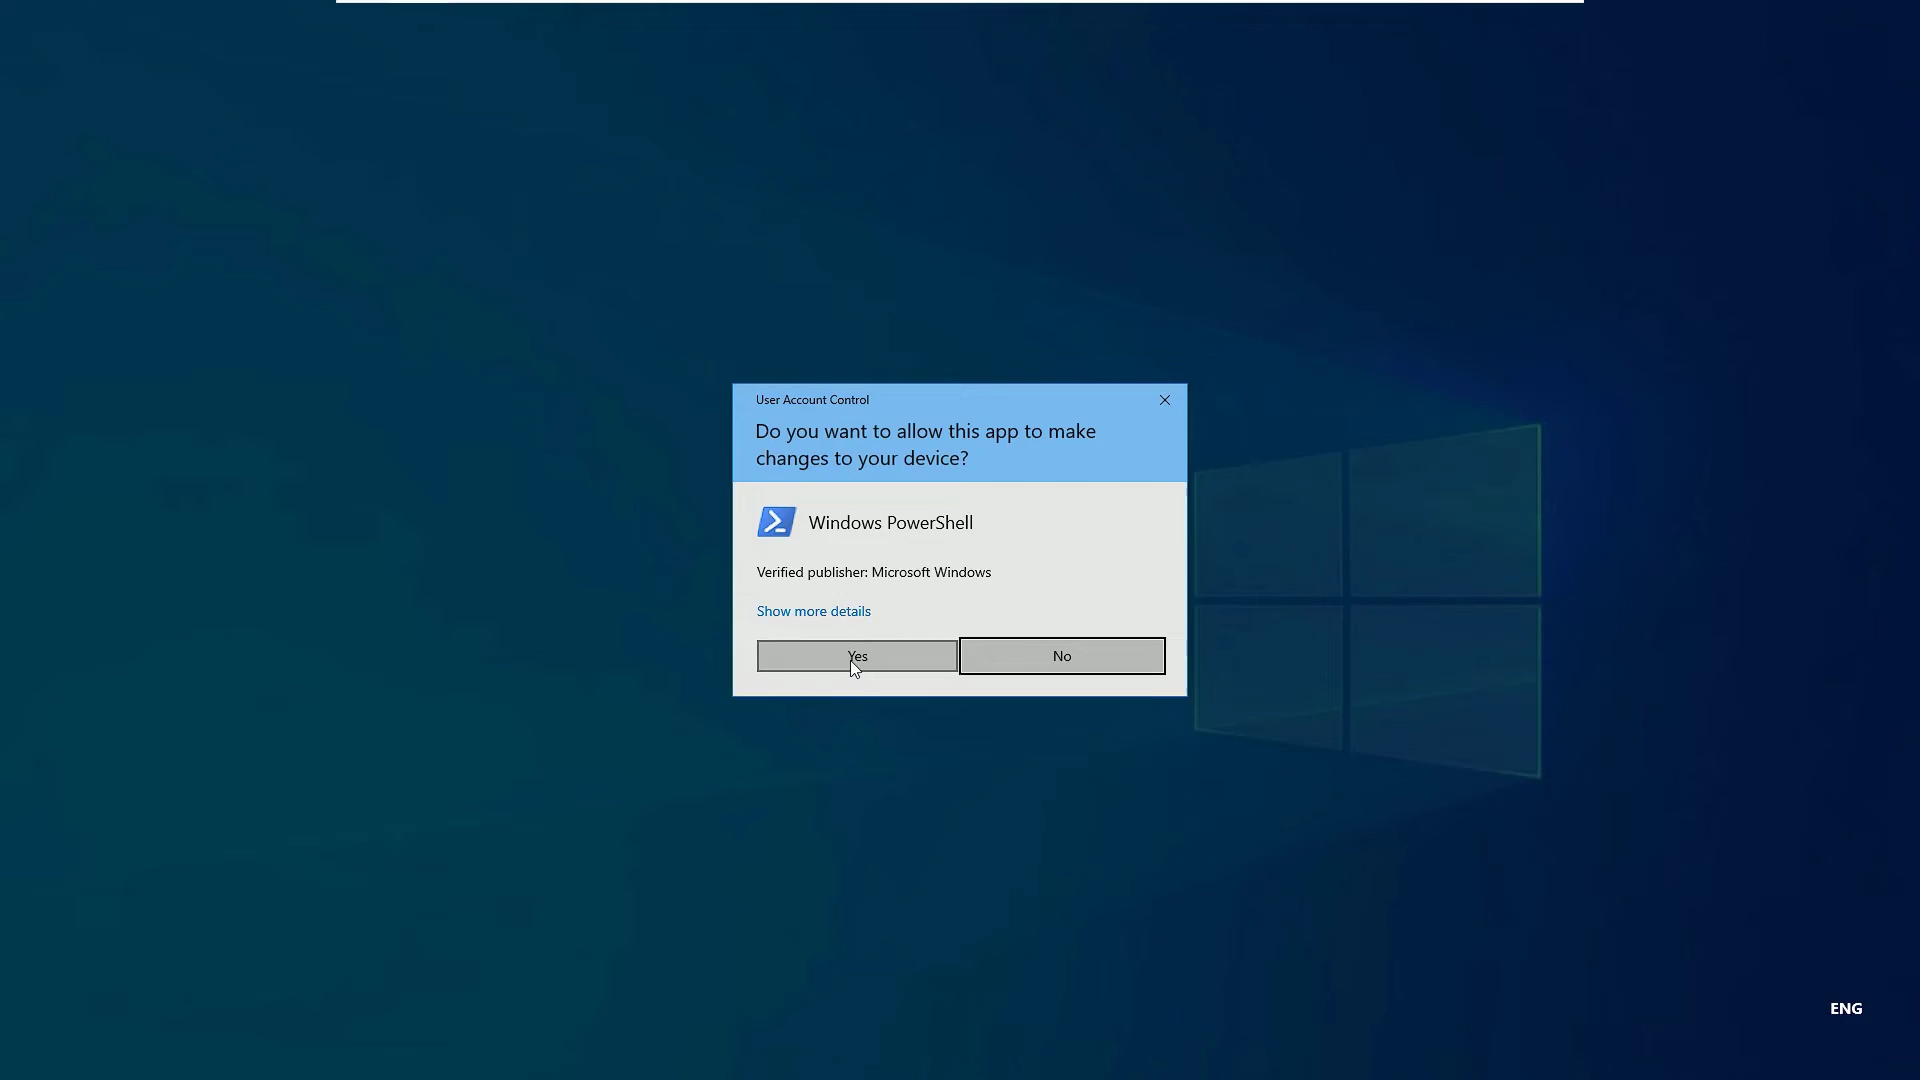 User Account Control
Do you want to allow this app to make
changes to your device?
Windows PowerShell
Verified publisher: Microsoft Windows
Show more details
Yes
No
ENG